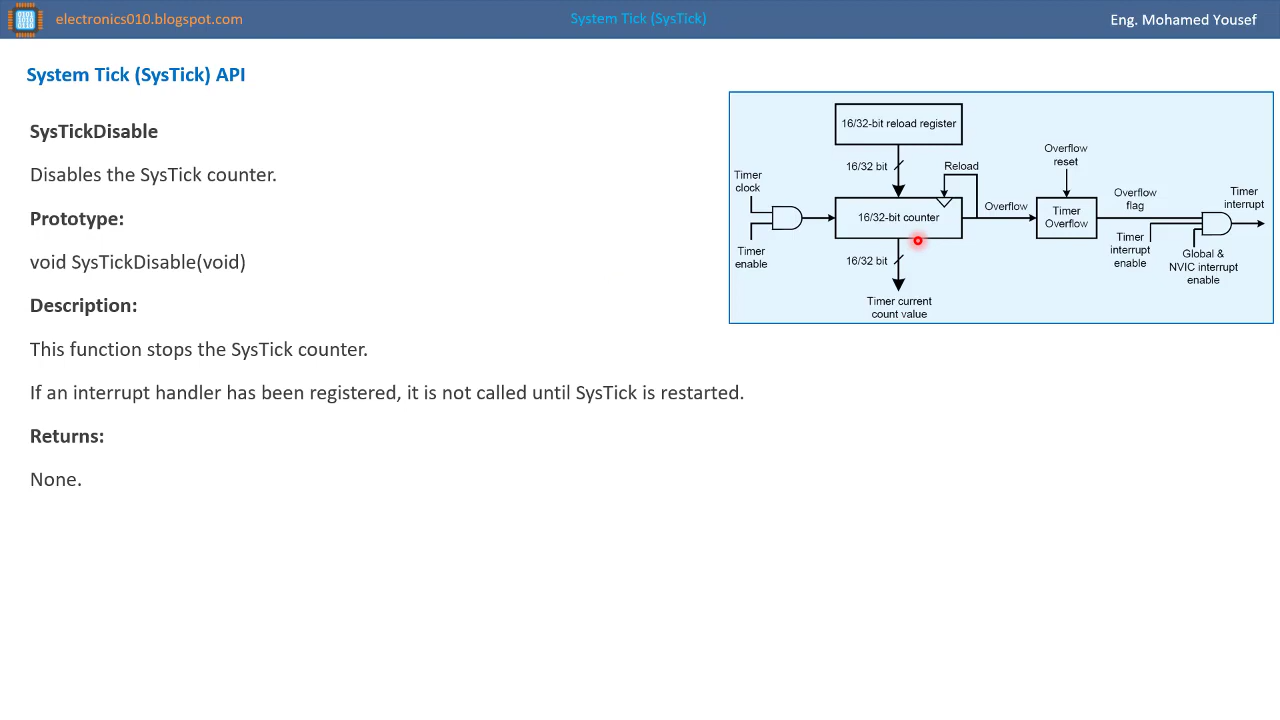 electronics010.blogspot.com
System Tick (SysTick)
Eng. Mohamed Yousef
System Tick (SysTick) API
SysTickDisable
Disables the SysTick counter.
Prototype:
void SysTickDisable(void)
Description:
This function stops the SysTick counter.
If an interrupt handler has been registered, it is not called until SysTick is restarted.
Returns:
None.
16/32-bit reload register
16/32 bit
Reload
Overflow
reset
Timer
clock
Timer
enable
16/32-bit counter
Overflow
Timer
Overflow
Overflow
flag
Timer
interrupt
Timer
interrupt
enable
Global &
NVIC interrupt
enable
16/32 bit
Timer current
count value